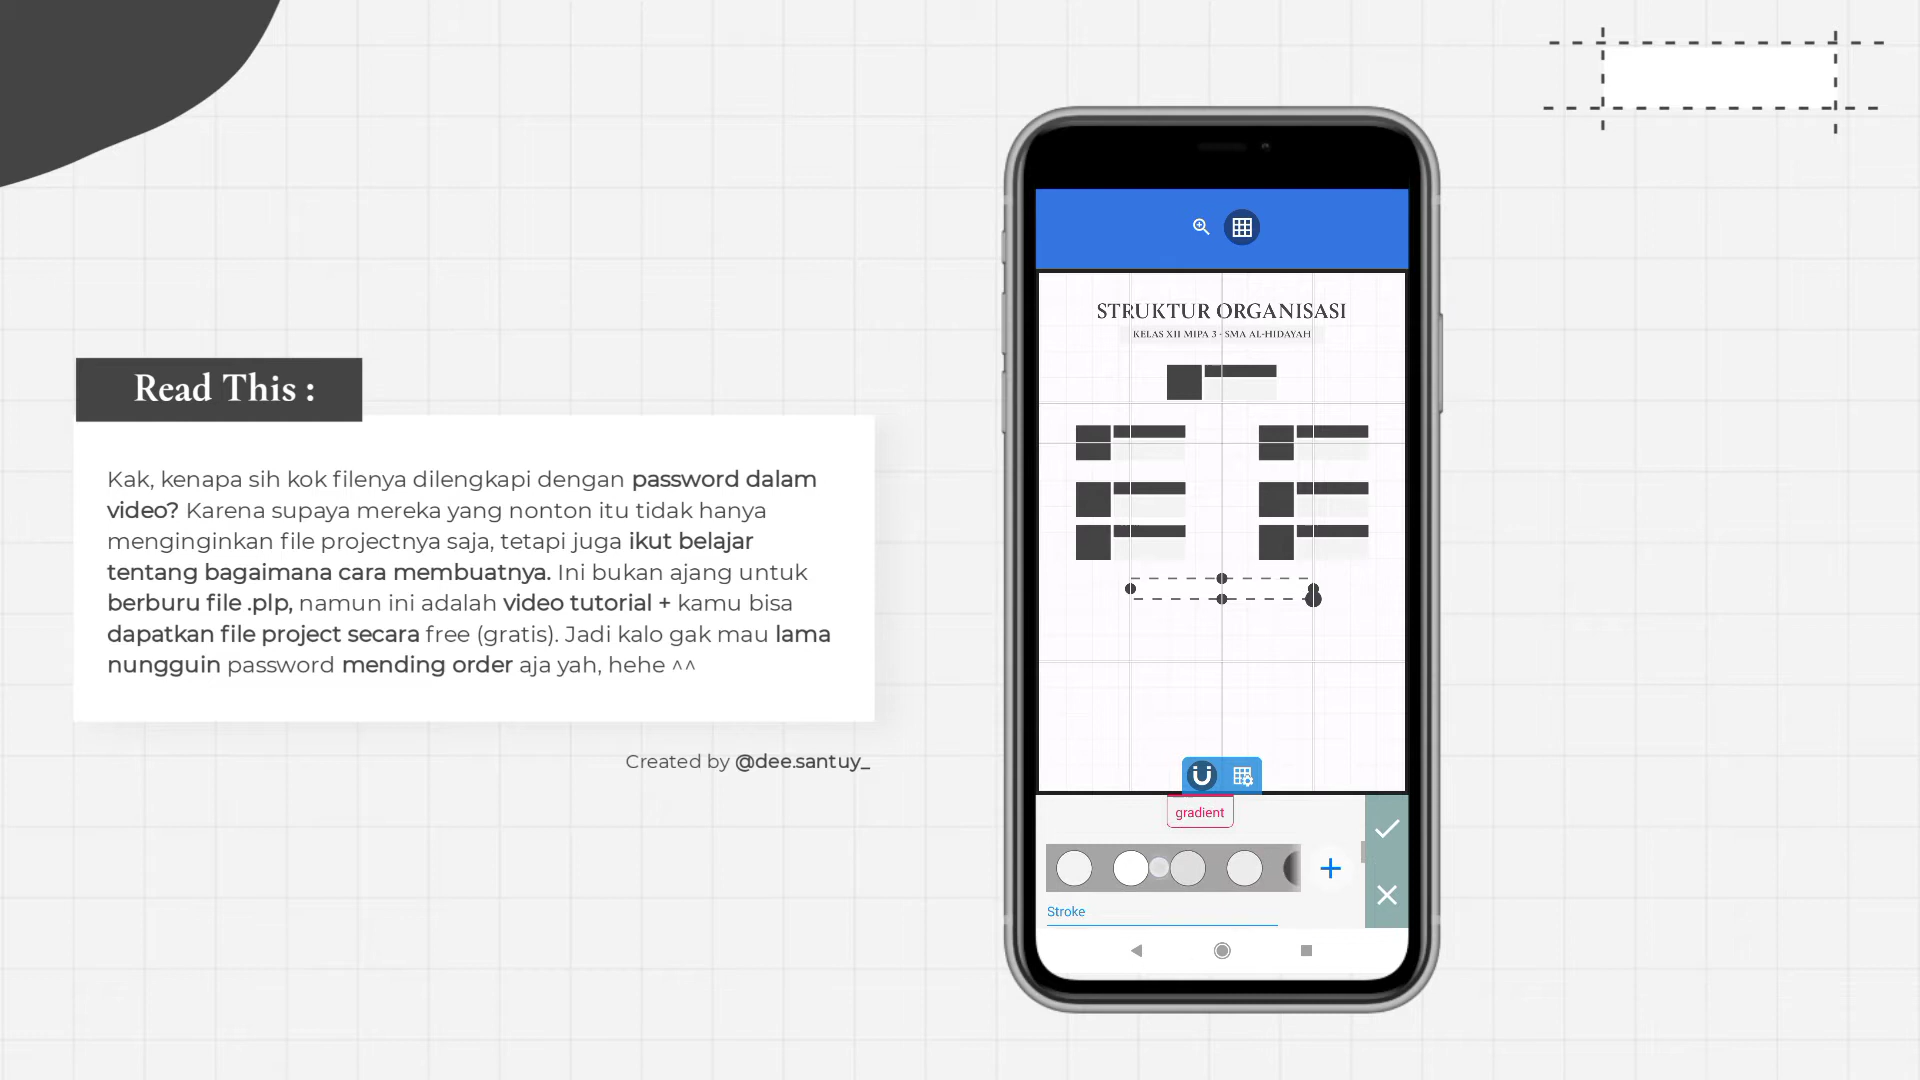 Read This :
Kak, kenapa sih kok filenya dilengkapi dengan password dalam
video? Karena supaya mereka yang nonton itu tidak hanya
menginginkan file projectnya saja, tetapi juga ikut belajar
tentang bagaimana cara membuatnya. Ini bukan ajang untuk
berburu file .plp, namun ini adalah video tutorial + kamu bisa
dapatkan file project secara free (gratis). Jadi kalo gak mau lama
nungguin password mending order aja yah, hehe ^^
Created by @dee.santuy_
STRUKTUR ORGANISASI
KELAS XII MIPA 3 - SMA AL-HIDAYAH
gradient
Stroke